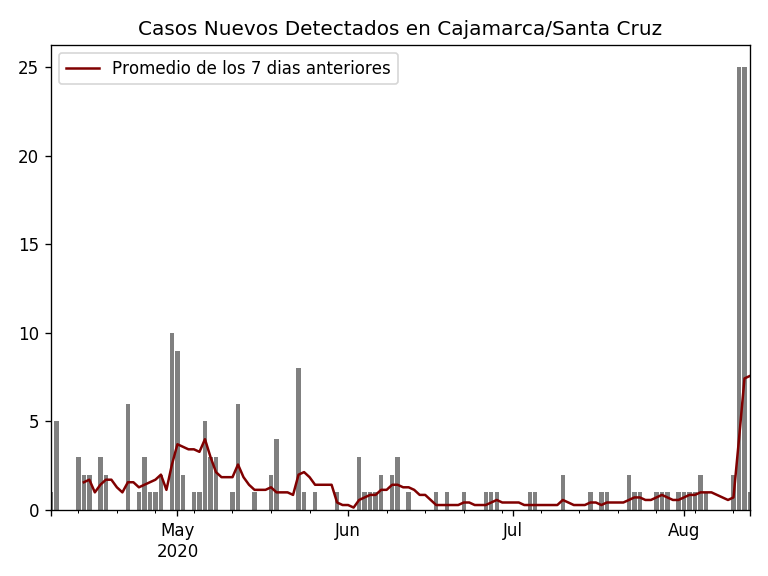 Casos Nuevos Detectados en Cajamarca/Santa Cruz
Promedio de los 7 dias anteriores
25
20
15
10
5
0
May
2020
Jun
Jul
Aug